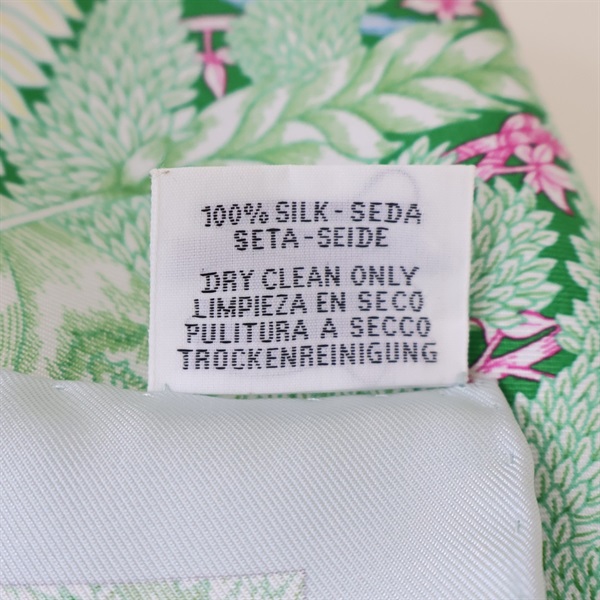 100% SILK - SEDA
SETA - SEIDE
DRY CLEAN ONLY
LIMPIEZA EN SECO
PULITURA A SECCO
TROCKENREINIGUNG